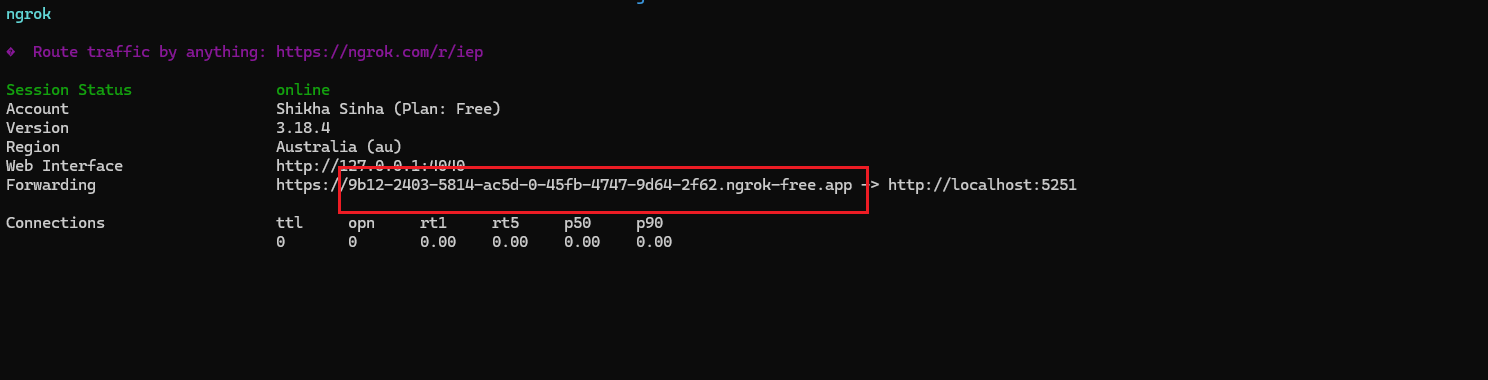 ngrok
� Route traffic by anything: https://ngrok.com/r/iep
Session Status online
Account Shikha Sinha (Plan: Free)
Version 3.18.4
Region Australia (au)
Web Interface http://127.0.0.1:4040
Forwarding https://9b12-2403-5814-ac5d-0-45fb-4747-9d64-2f62.ngrok-free.app -> http://localhost:5251
Connections ttl opn rt1 rt5 p50 p90
0 0 0.00 0.00 0.00 0.00